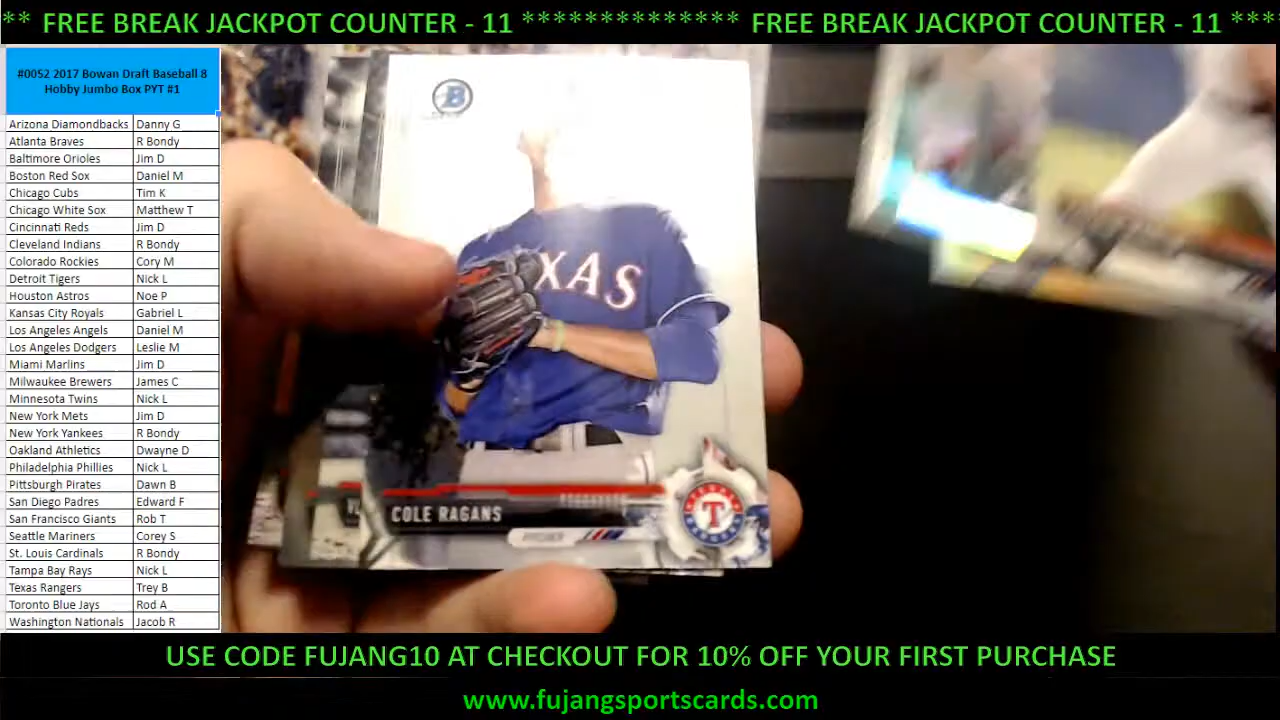 ** FREE BREAK JACKPOT COUNTER - 11 ************** FREE BREAK JACKPOT COUNTER - 11 ****
#0052 2017 Bowan Draft Baseball 8
Hobby Jumbo Box PYT #1
Arizona Diamondbacks Danny G
Atlanta Braves R Bondy
Baltimore Orioles Jim D
Boston Red Sox Daniel M
Chicago Cubs Tim K
Chicago White Sox Matthew T
Cincinnati Reds Jim D
Cleveland Indians R Bondy
Colorado Rockies Cory M
Detroit Tigers Nick L
Houston Astros Noe P
Kansas City Royals Gabriel L
Los Angeles Angels Daniel M
Los Angeles Dodgers Leslie M
Miami Marlins Jim D
Milwaukee Brewers James C
Minnesota Twins Nick L
New York Mets Jim D
New York Yankees R Bondy
Oakland Athletics Dwayne D
Philadelphia Phillies Nick L
Pittsburgh Pirates Dawn B
San Diego Padres Edward F
San Francisco Giants Rob T
Seattle Mariners Corey S
St. Louis Cardinals R Bondy
Tampa Bay Rays Nick L
Texas Rangers Trey B
Toronto Blue Jays Rod A
Washington Nationals Jacob R
B
XAS
COLE RAGANS
PITCHER
T
USE CODE FUJANG10 AT CHECKOUT FOR 10% OFF YOUR FIRST PURCHASE
www.fujangsportscards.com